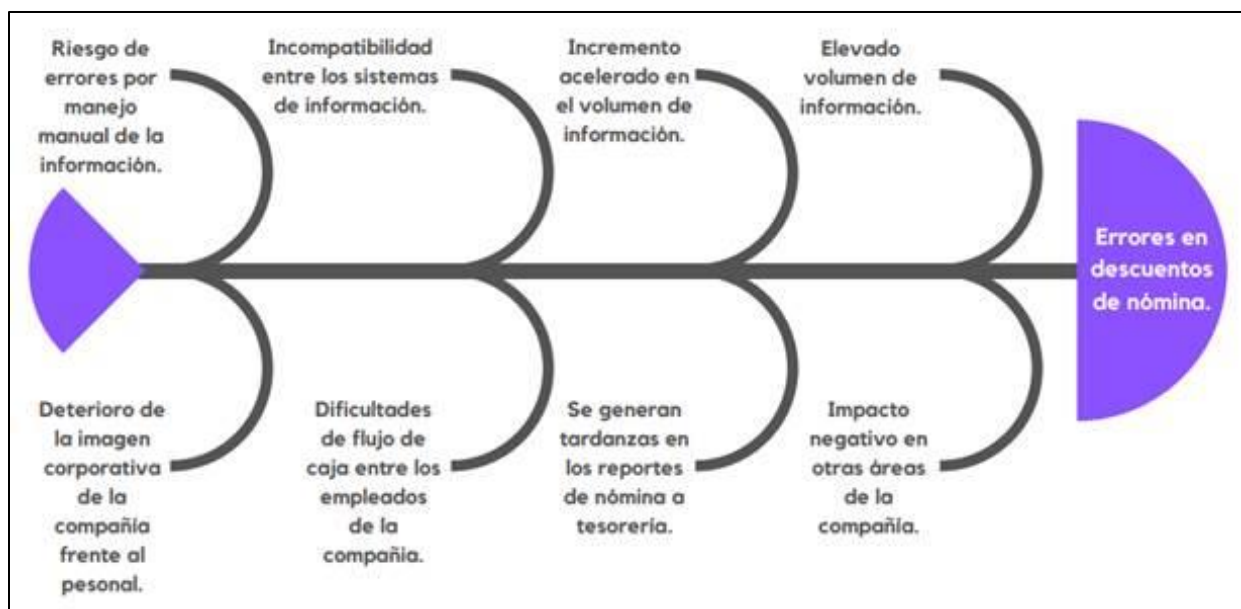 Riesgo de
errores por
manejo
manual de la
información.
Incompatibilidad
entre los sistemas
de información.
Incremento
acelerado en
el volumen de
información.
Elevado
volumen de
información.
Errores en
descuentos
de nómina.
Deterioro de
la imagen
corporativa
de la
compañía
frente al
pesonal.
Dificultades
de flujo de
caja entre los
empleados
de la
compañia.
Se generan
tardanzas en
los reportes
de nómina a
tesorería.
Impacto
negativo en
otras áreas
de la
compañía.